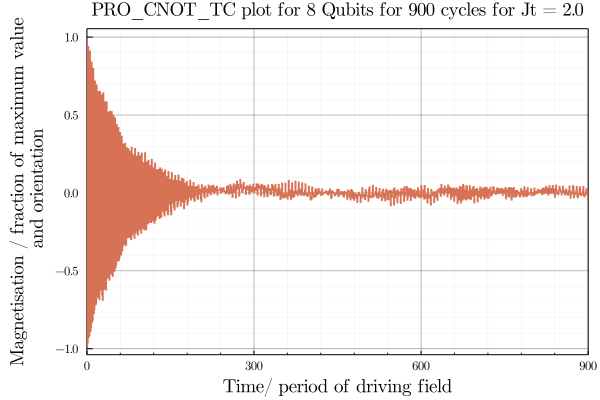 PRO_CNOT_TC plot for 8 Qubits for 900 cycles for Jt = 2.0
Magnetisation / fraction of maximum value
and orientation
1.0
0.5
0.0
−0.5
−1.0
0
300
600
900
Time/ period of driving field